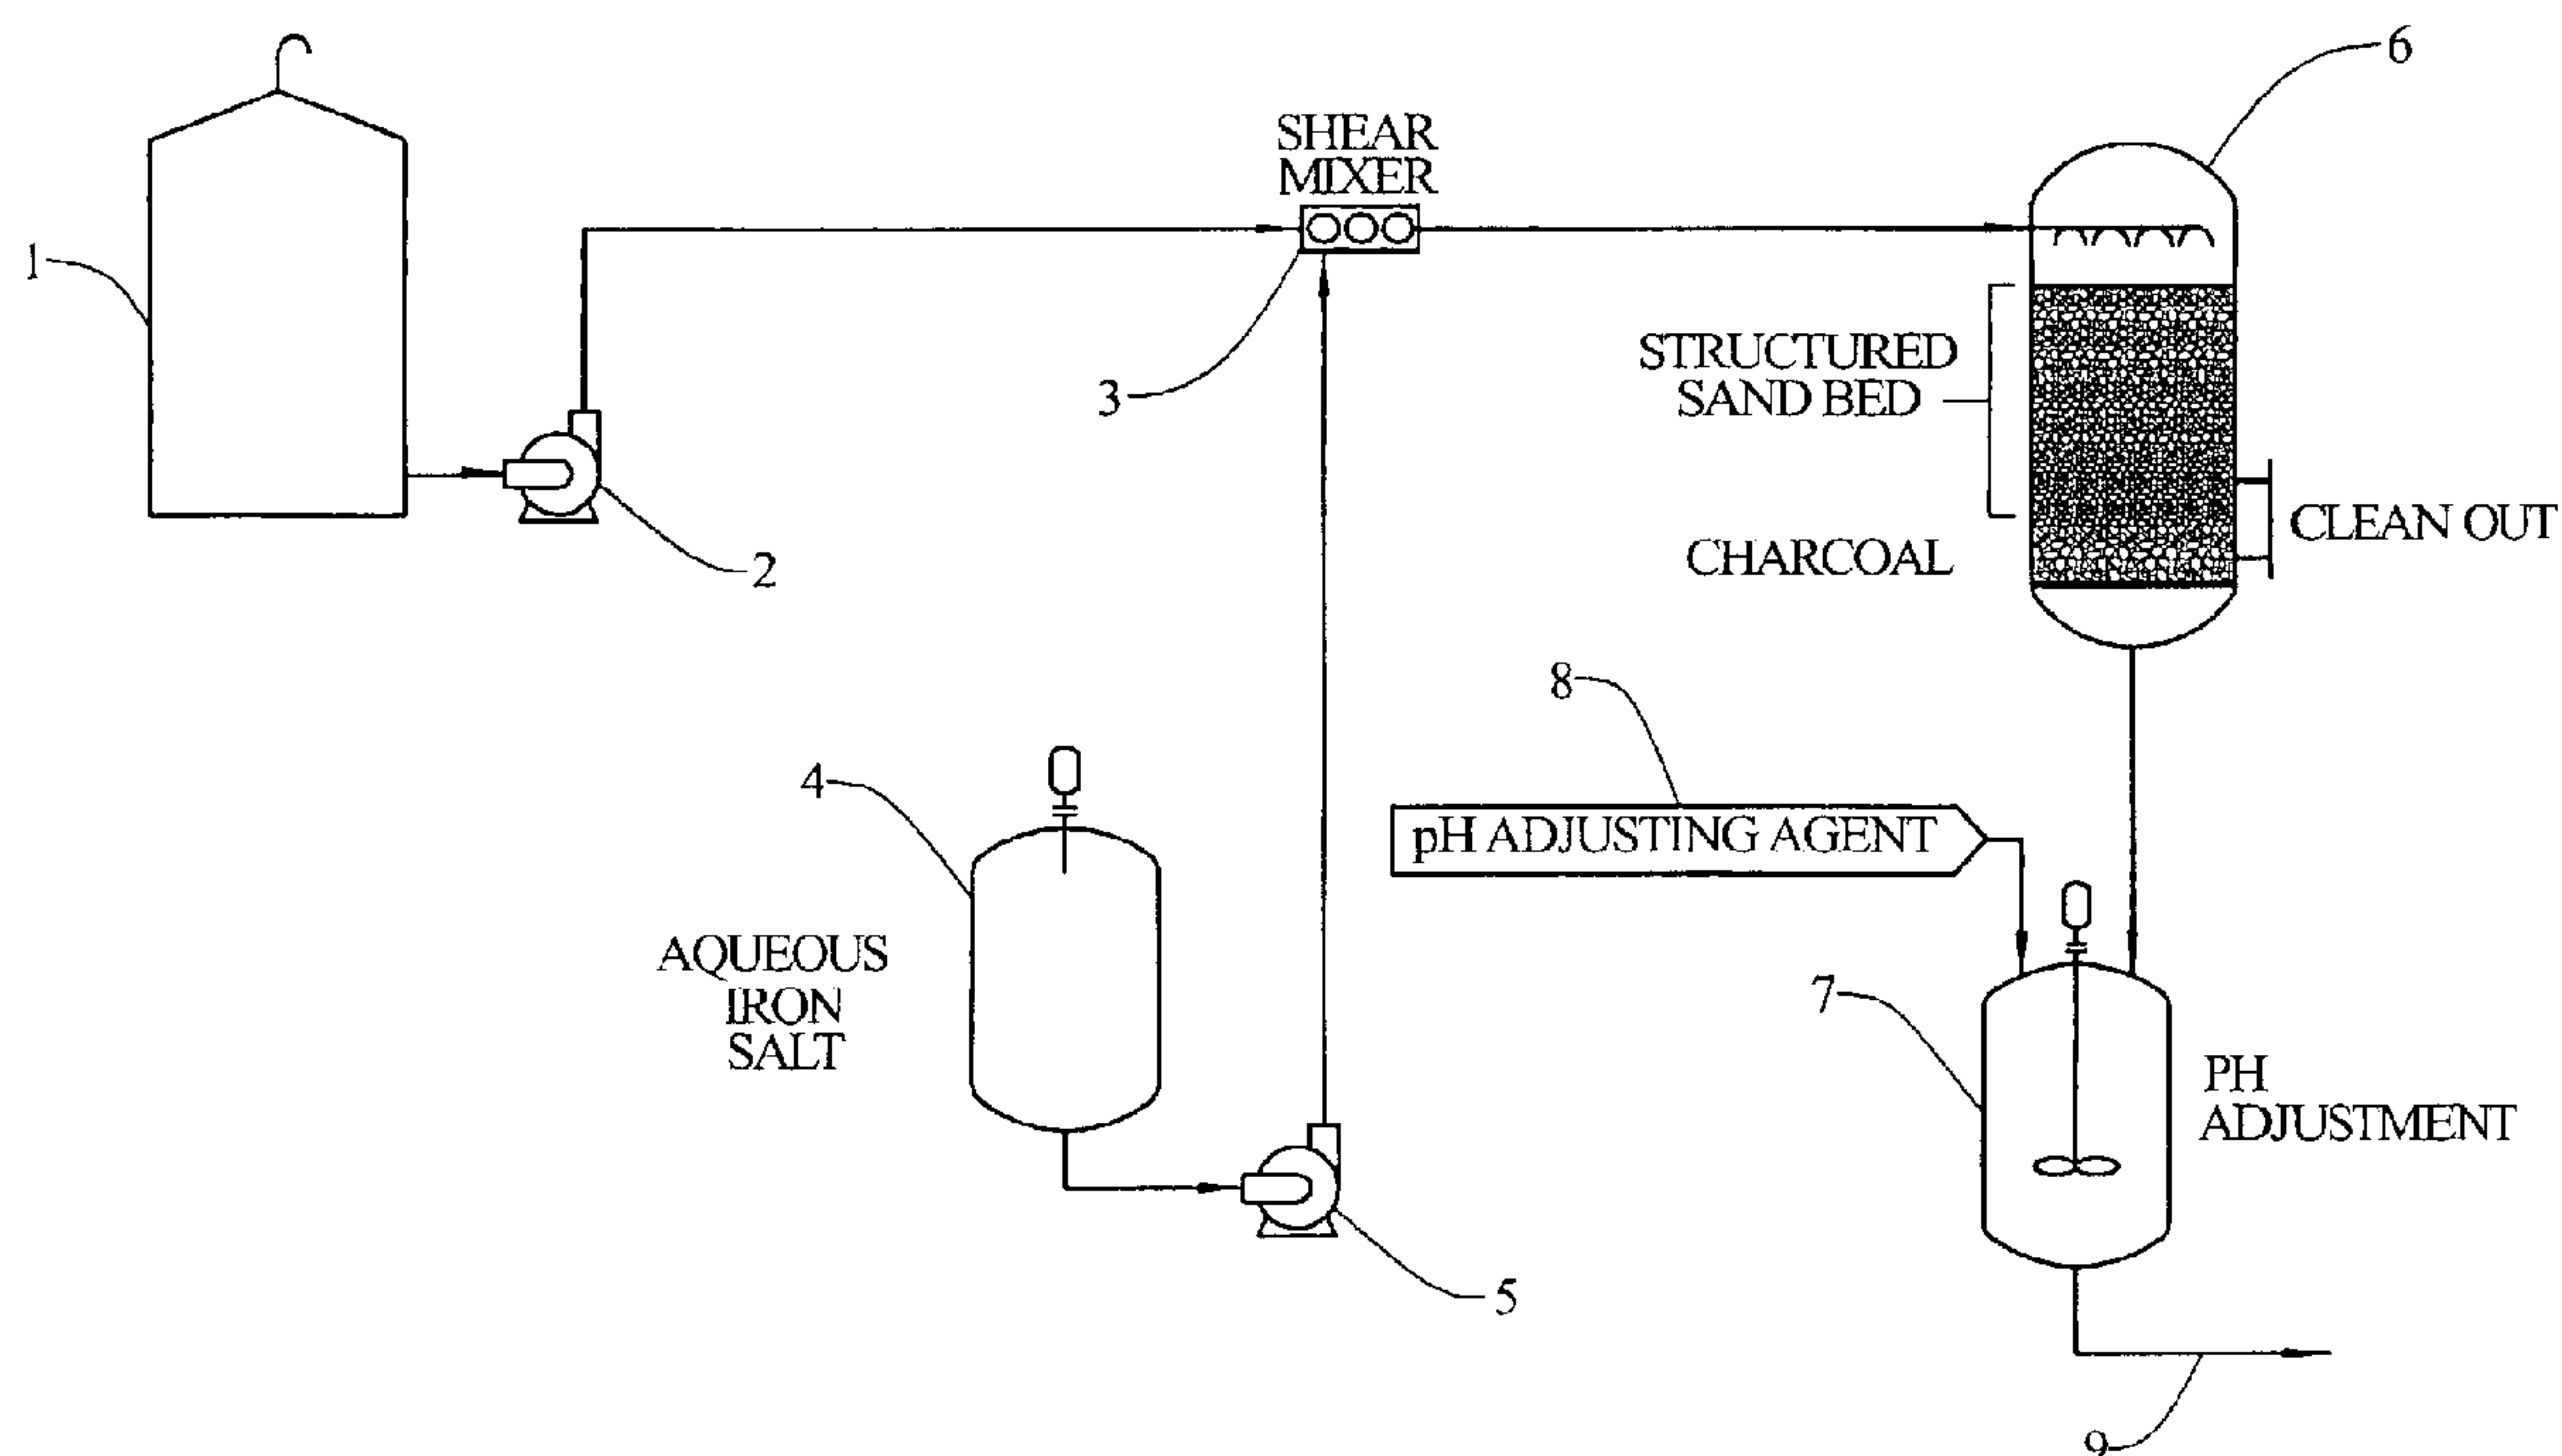 6
SHEAR
MIXER
1
STRUCTURED
SAND BED
3
CLEAN OUT
CHARCOAL
2
8
4
pH ADJUSTING AGENT
AQUEOUS
IRON
SALT
7
PH
ADJUSTMENT
5
9